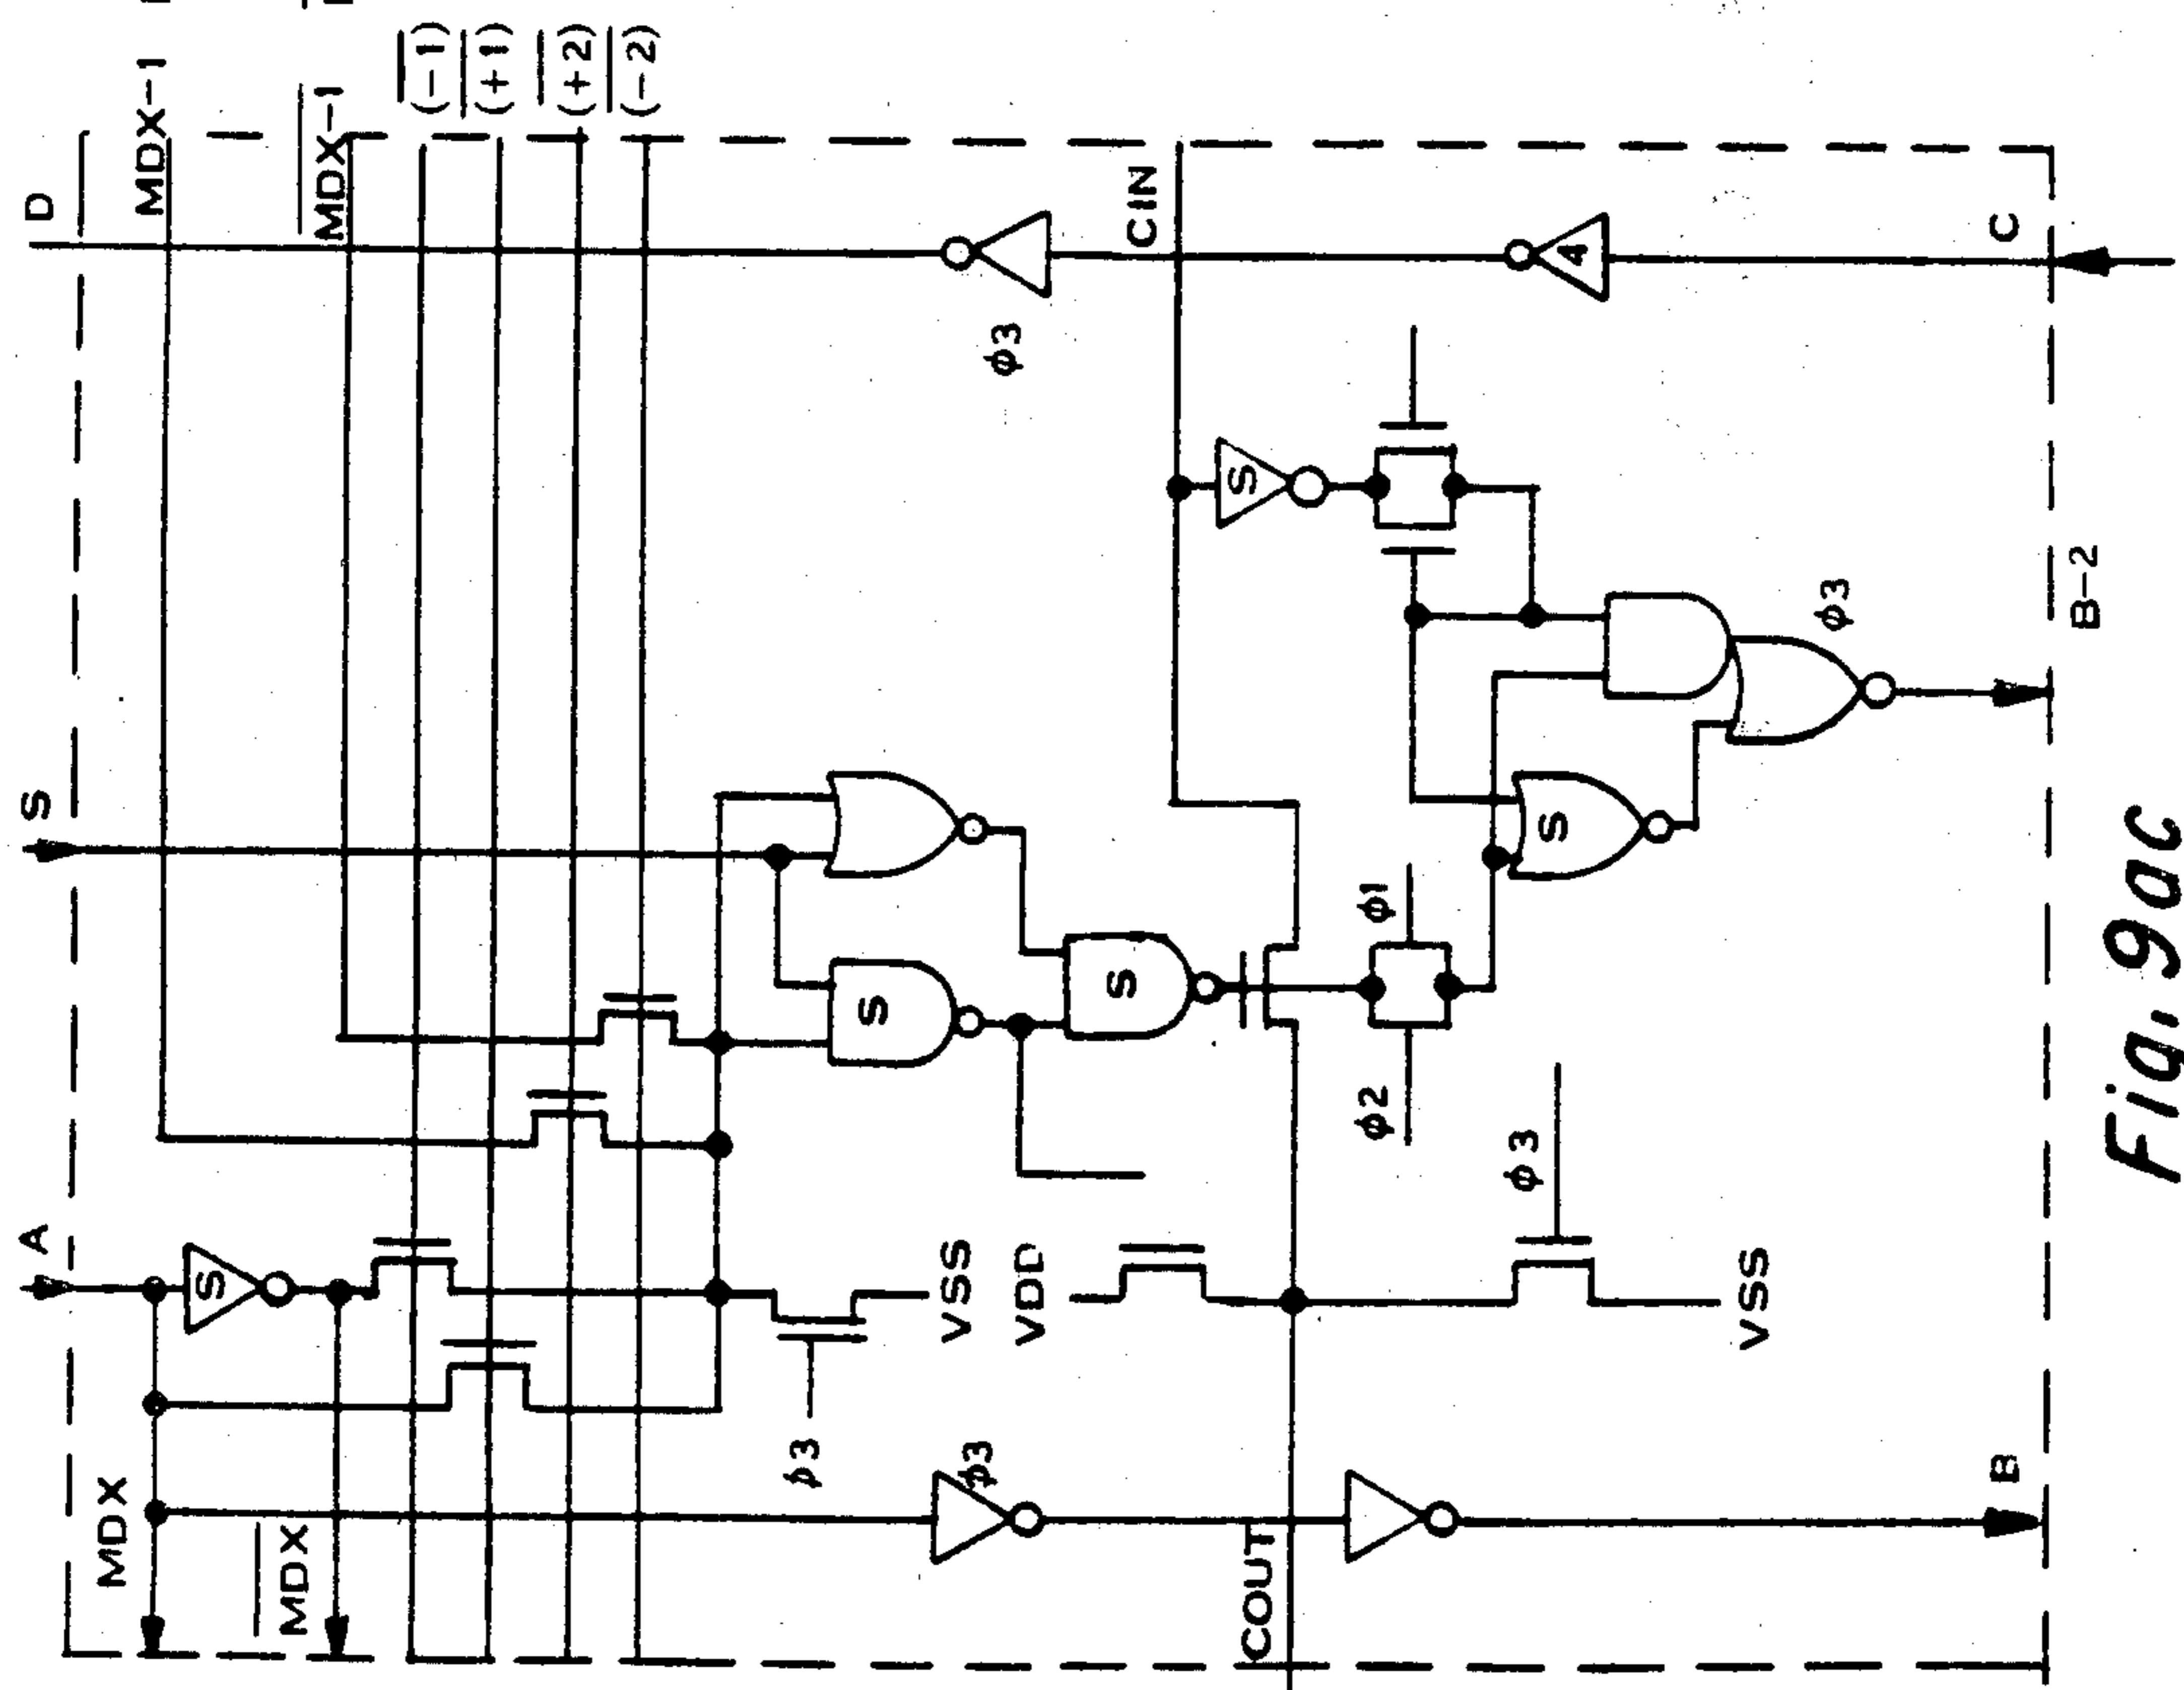 D
MDX-1
MDX-1
(-1)
(+1)
(+2)
(-2)
S
A
S
MDX
MDX
φ3
VSS
S
S
φ3
COUT
VDD
φ3
CIN
S
φ1
φ2
S
φ3
φ3
VSS
4
C
B
B-2
Fig. 9aC